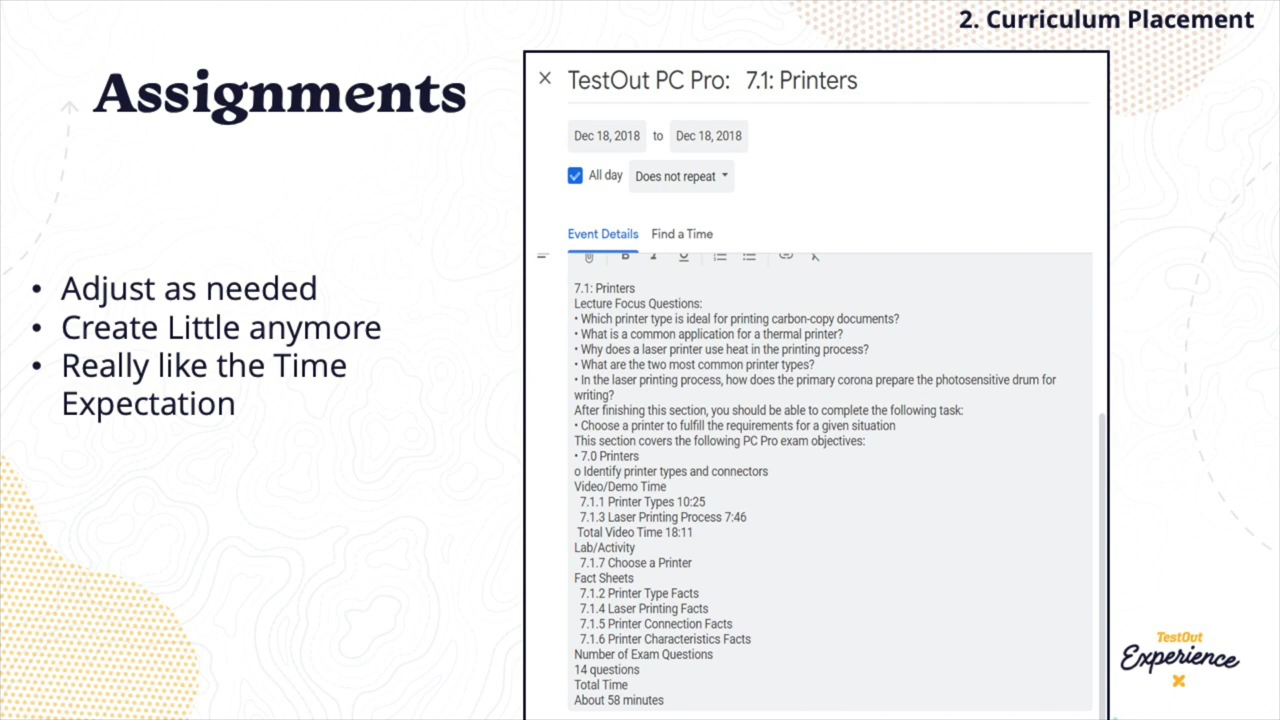 2. Curriculum Placement
Assignments
• Adjust as needed
• Create Little anymore
• Really like the Time
Expectation
TestOut PC Pro: 7.1: Printers
Dec 18, 2018 to Dec 18, 2018
All day Does not repeat
Event Details Find a Time
7.1: Printers
Lecture Focus Questions:
• Which printer type is ideal for printing carbon-copy documents?
• What is a common application for a thermal printer?
• Why does a laser printer use heat in the printing process?
• What are the two most common printer types?
• In the laser printing process, how does the primary corona prepare the photosensitive drum for
writing?
After finishing this section, you should be able to complete the following task:
• Choose a printer to fulfill the requirements for a given situation
This section covers the following PC Pro exam objectives:
• 7.0 Printers
o Identify printer types and connectors
Video/Demo Time
7.1.1 Printer Types 10:25
7.1.3 Laser Printing Process 7:46
Total Video Time 18:11
Lab/Activity
7.1.7 Choose a Printer
Fact Sheets
7.1.2 Printer Type Facts
7.1.4 Laser Printing Facts
7.1.5 Printer Connection Facts
7.1.6 Printer Characteristics Facts
Number of Exam Questions
14 questions
Total Time
About 58 minutes
TestOut
Experience